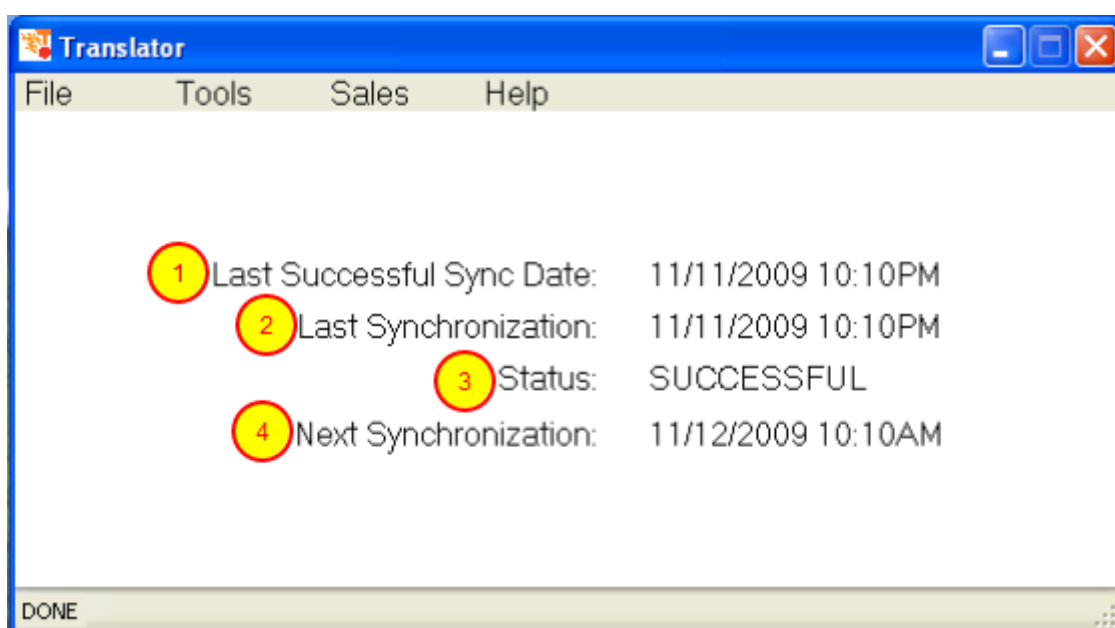 Translator
File Tools Sales Help
1 Last Successful Sync Date: 11/11/2009 10:10PM
2 Last Synchronization: 11/11/2009 10:10PM
3 Status: SUCCESSFUL
4 Next Synchronization: 11/12/2009 10:10AM
DONE